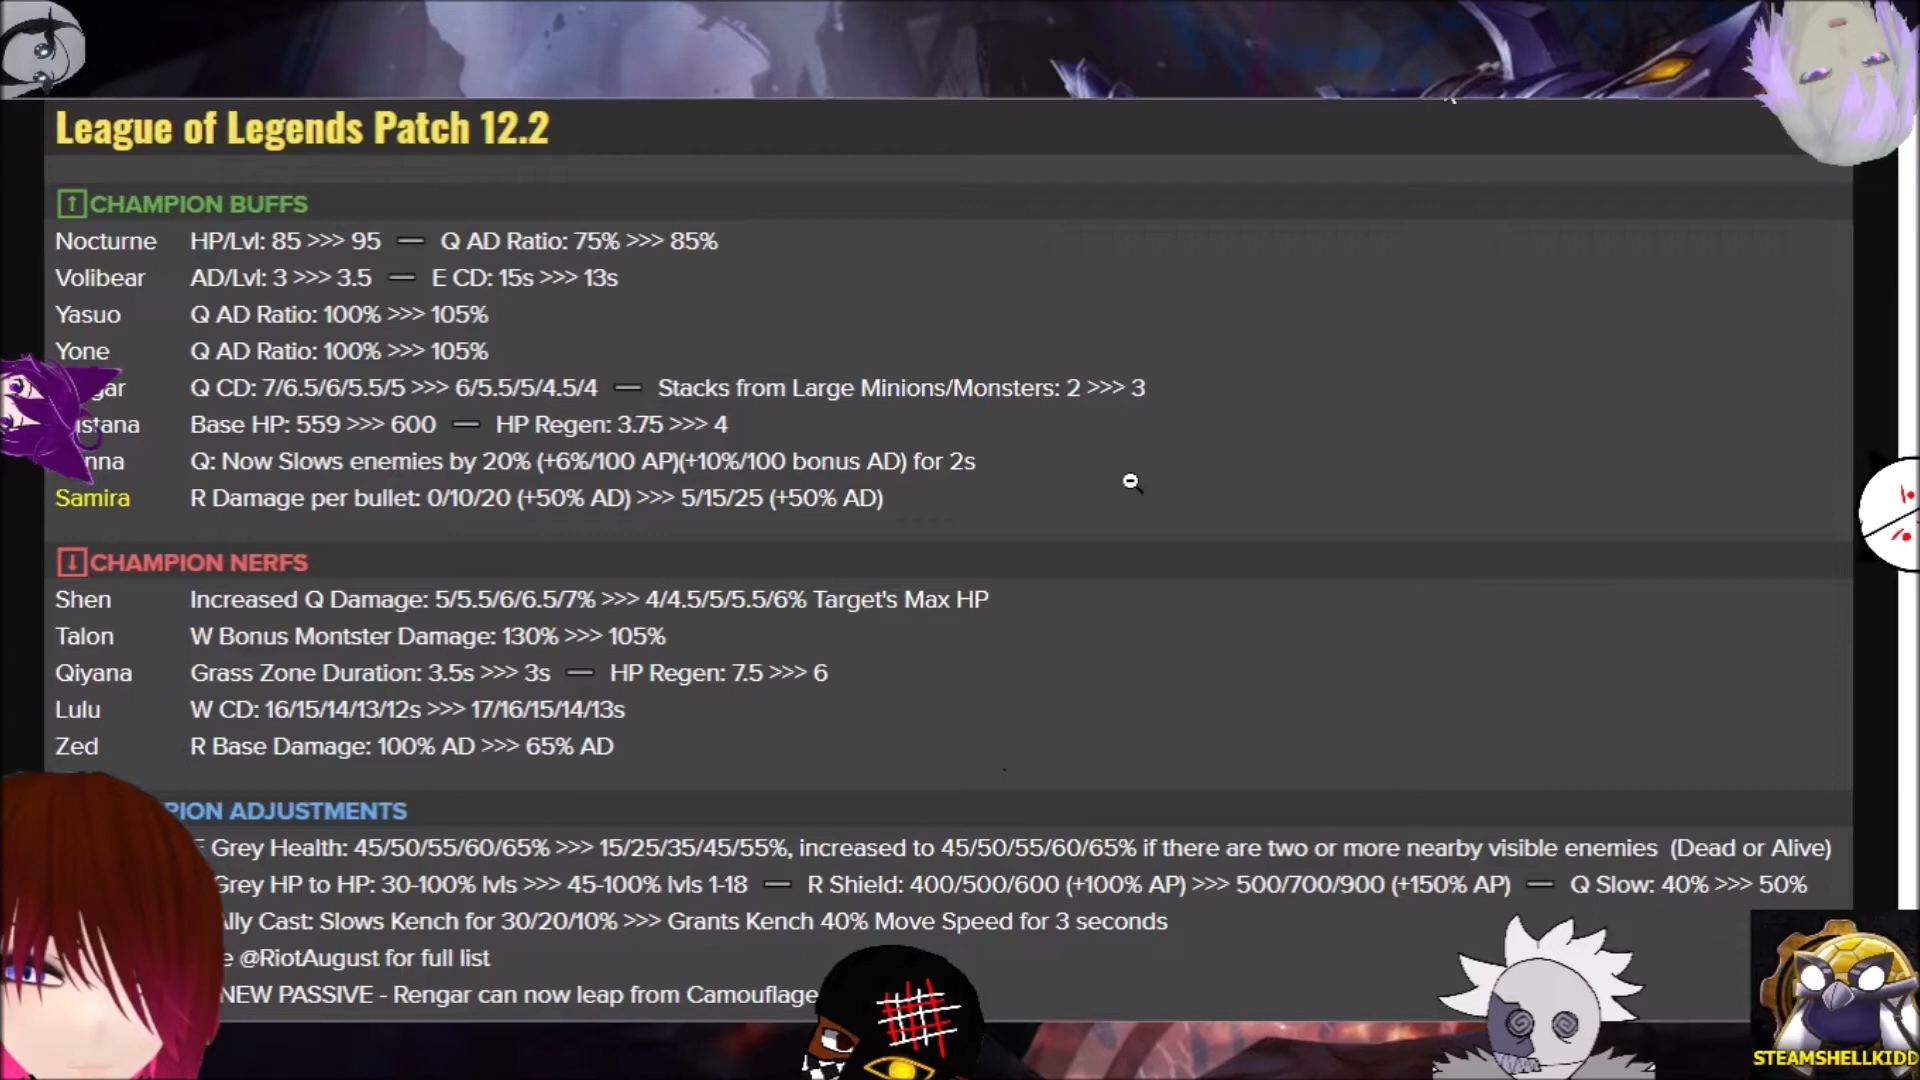 League of Legends Patch 12.2
CHAMPION BUFFS
Nocturne HP/Lvl: 85 >>> 95 — Q AD Ratio: 75% >>> 85%
Volibear AD/Lvl: 3 >>> 3.5 — E CD: 15s >>> 13s
Yasuo Q AD Ratio: 100% >>> 105%
Yone Q AD Ratio: 100% >>> 105%
gar Q CD: 7/6.5/6/5.5/5 >>> 6/5.5/5/4.5/4 — Stacks from Large Minions/Monsters: 2 >>> 3
istana Base HP: 559 >>> 600 — HP Regen: 3.75 >>> 4
nna Q: Now Slows enemies by 20% (+6%/100 AP)(+10%/100 bonus AD) for 2s
Samira R Damage per bullet: 0/10/20 (+50% AD) >>> 5/15/25 (+50% AD)
CHAMPION NERFS
Shen Increased Q Damage: 5/5.5/6/6.5/7% >>> 4/4.5/5/5.5/6% Target's Max HP
Talon W Bonus Montster Damage: 130% >>> 105%
Qiyana Grass Zone Duration: 3.5s >>> 3s — HP Regen: 7.5 >>> 6
Lulu W CD: 16/15/14/13/12s >>> 17/16/15/14/13s
Zed R Base Damage: 100% AD >>> 65% AD
PION ADJUSTMENTS
E Grey Health: 45/50/55/60/65% >>> 15/25/35/45/55%, increased to 45/50/55/60/65% if there are two or more nearby visible enemies (Dead or Alive)
Grey HP to HP: 30-100% lvls >>> 45-100% lvls 1-18 — R Shield: 400/500/600 (+100% AP) >>> 500/700/900 (+150% AP) — Q Slow: 40% >>> 50%
Ally Cast: Slows Kench for 30/20/10% >>> Grants Kench 40% Move Speed for 3 seconds
e @RiotAugust for full list
NEW PASSIVE - Rengar can now leap from Camouflage
STEAMSHELLKIDD